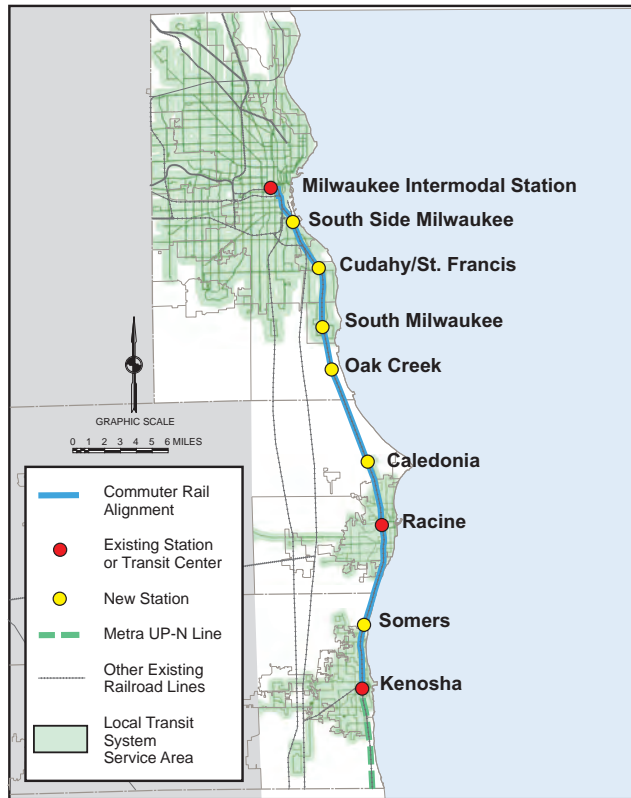 Milwaukee Intermodal Station
South Side Milwaukee
Cudahy/St. Francis
South Milwaukee
Oak Creek
GRAPHIC SCALE
0 1 2 3 4 5 6 MILES
Caledonia
Racine
Somers
Kenosha
Commuter Rail
Alignment
Existing Station
or Transit Center
New Station
Metra UP-N Line
Other Existing
Railroad Lines
Local Transit
System
Service Area